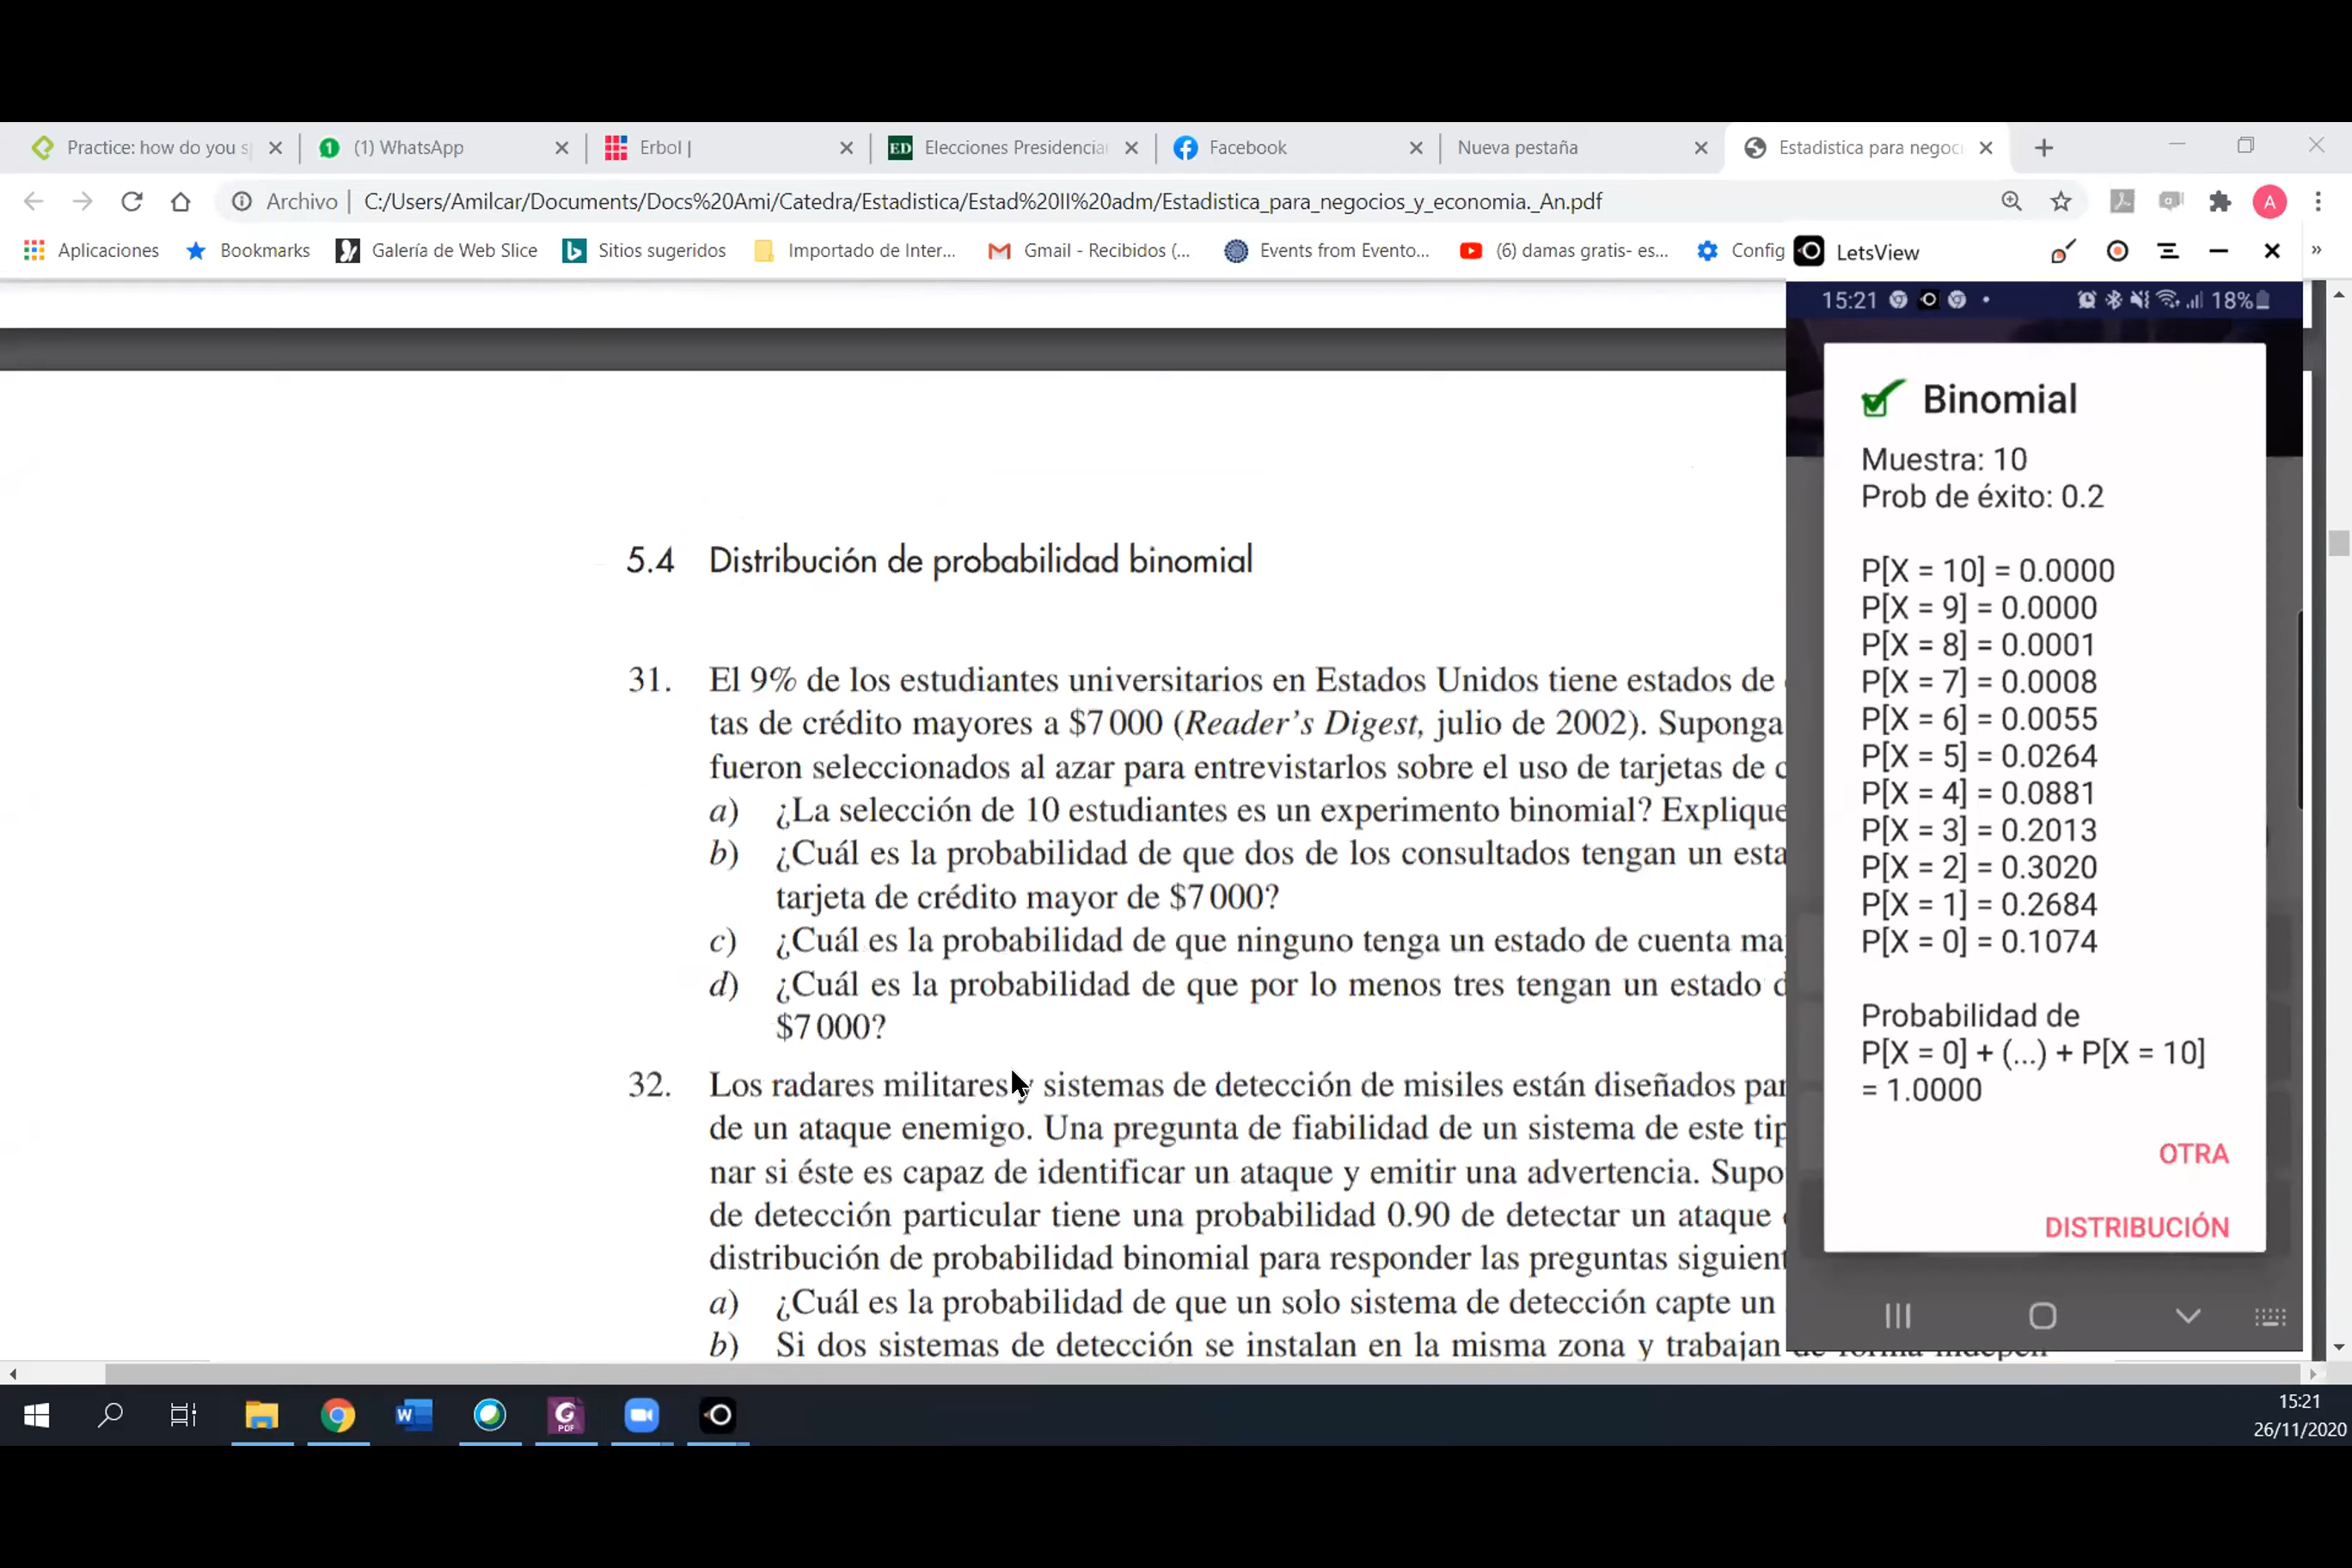 Practice: how do you s
(1) WhatsApp
Erbol |
Elecciones Presidencia
Facebook
Nueva pestaña
Estadistica para negoc
Archivo | C:/Users/Amilcar/Documents/Docs%20Ami/Catedra/Estadistica/Estad%20II%20adm/Estadistica_para_negocios_y_economia._An.pdf
A
Aplicaciones
Bookmarks
Galería de Web Slice
Sitios sugeridos
Importado de Inter...
Gmail - Recibidos (...
Events from Evento...
(6) damas gratis- es...
Config
»
LetsView
15:21
18%
5.4 Distribución de probabilidad binomial
31. El 9% de los estudiantes universitarios en Estados Unidos tiene estados de
tas de crédito mayores a $7 000 (Reader's Digest, julio de 2002). Suponga
fueron seleccionados al azar para entrevistarlos sobre el uso de tarjetas de c
a) ¿La selección de 10 estudiantes es un experimento binomial? Explique
b) ¿Cuál es la probabilidad de que dos de los consultados tengan un esta
tarjeta de crédito mayor de $7 000?
c) ¿Cuál es la probabilidad de que ninguno tenga un estado de cuenta ma
d) ¿Cuál es la probabilidad de que por lo menos tres tengan un estado d
$7 000?
32. Los radares militares y sistemas de detección de misiles están diseñados par
de un ataque enemigo. Una pregunta de fiabilidad de un sistema de este tip
nar si éste es capaz de identificar un ataque y emitir una advertencia. Supo
de detección particular tiene una probabilidad 0.90 de detectar un ataque
distribución de probabilidad binomial para responder las preguntas siguient
a) ¿Cuál es la probabilidad de que un solo sistema de detección capte un
b) Si dos sistemas de detección se instalan en la misma zona y trabajan de forma indepen
Binomial
Muestra: 10
Prob de éxito: 0.2
P[X = 10] = 0.0000
P[X = 9] = 0.0000
P[X = 8] = 0.0001
P[X = 7] = 0.0008
P[X = 6] = 0.0055
P[X = 5] = 0.0264
P[X = 4] = 0.0881
P[X = 3] = 0.2013
P[X = 2] = 0.3020
P[X = 1] = 0.2684
P[X = 0] = 0.1074
Probabilidad de
P[X = 0] + (...) + P[X = 10]
= 1.0000
OTRA
DISTRIBUCIÓN
15:21
26/11/2020